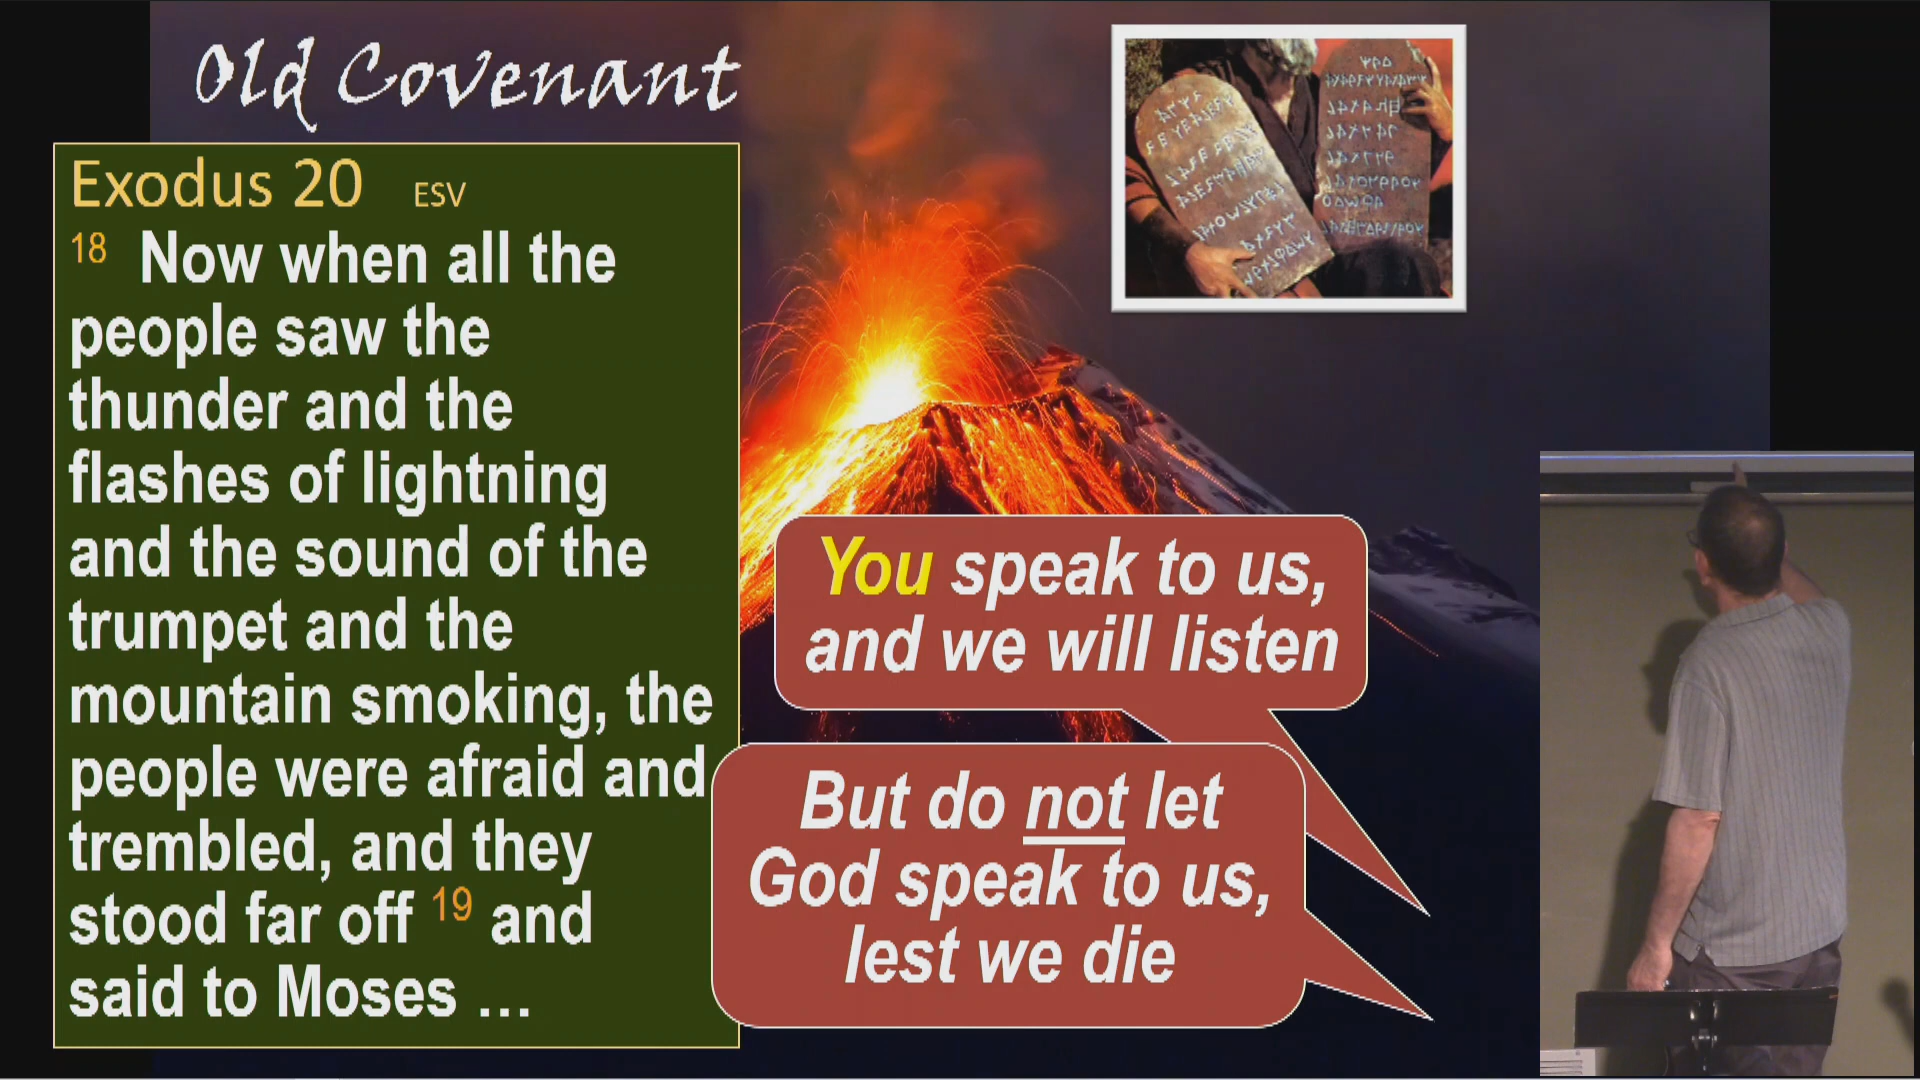 Old Covenant
Exodus 20 ESV
18 Now when all the
people saw the
thunder and the
flashes of lightning
and the sound of the
trumpet and the
mountain smoking, the
people were afraid and
trembled, and they
stood far off 19 and
said to Moses …
You speak to us,
and we will listen
But do not let
God speak to us,
lest we die